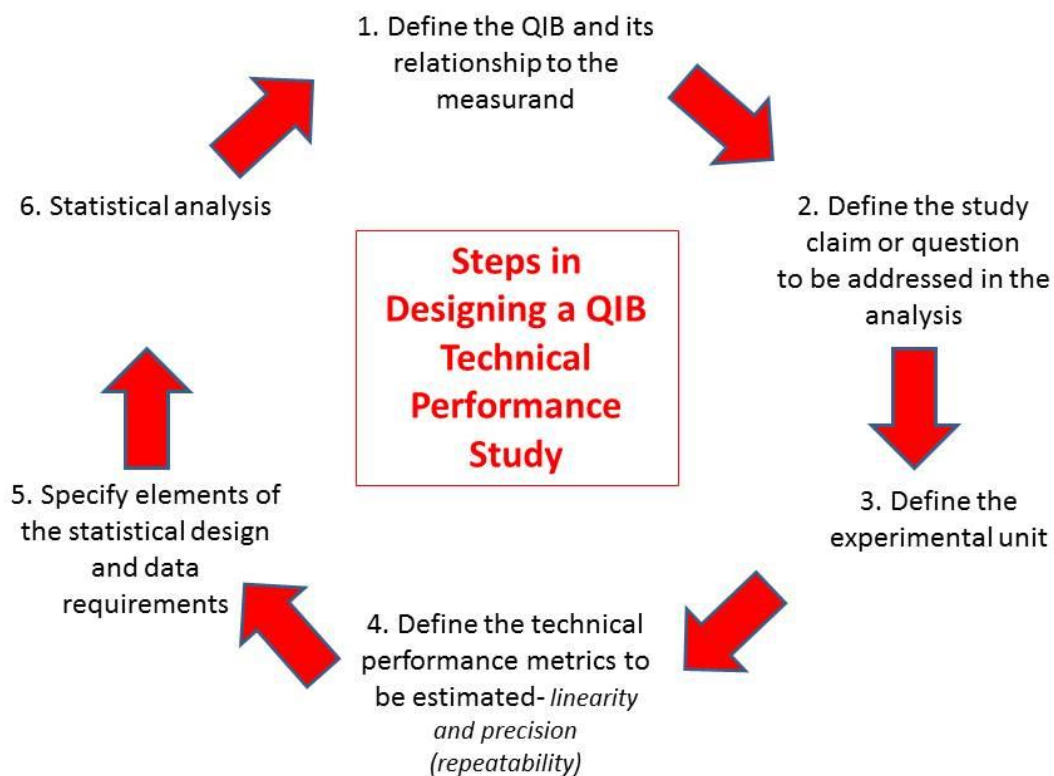 1. Define the QIB and its
relationship to the
measurand
2. Define the study
claim or question
to be addressed in the
analysis
3. Define the
experimental unit
4. Define the technical
performance metrics to
be estimated- linearity
and precision
(repeatability)
5. Specify elements of
the statistical design
and data
requirements
6. Statistical analysis
Steps in
Designing a QIB
Technical
Performance
Study